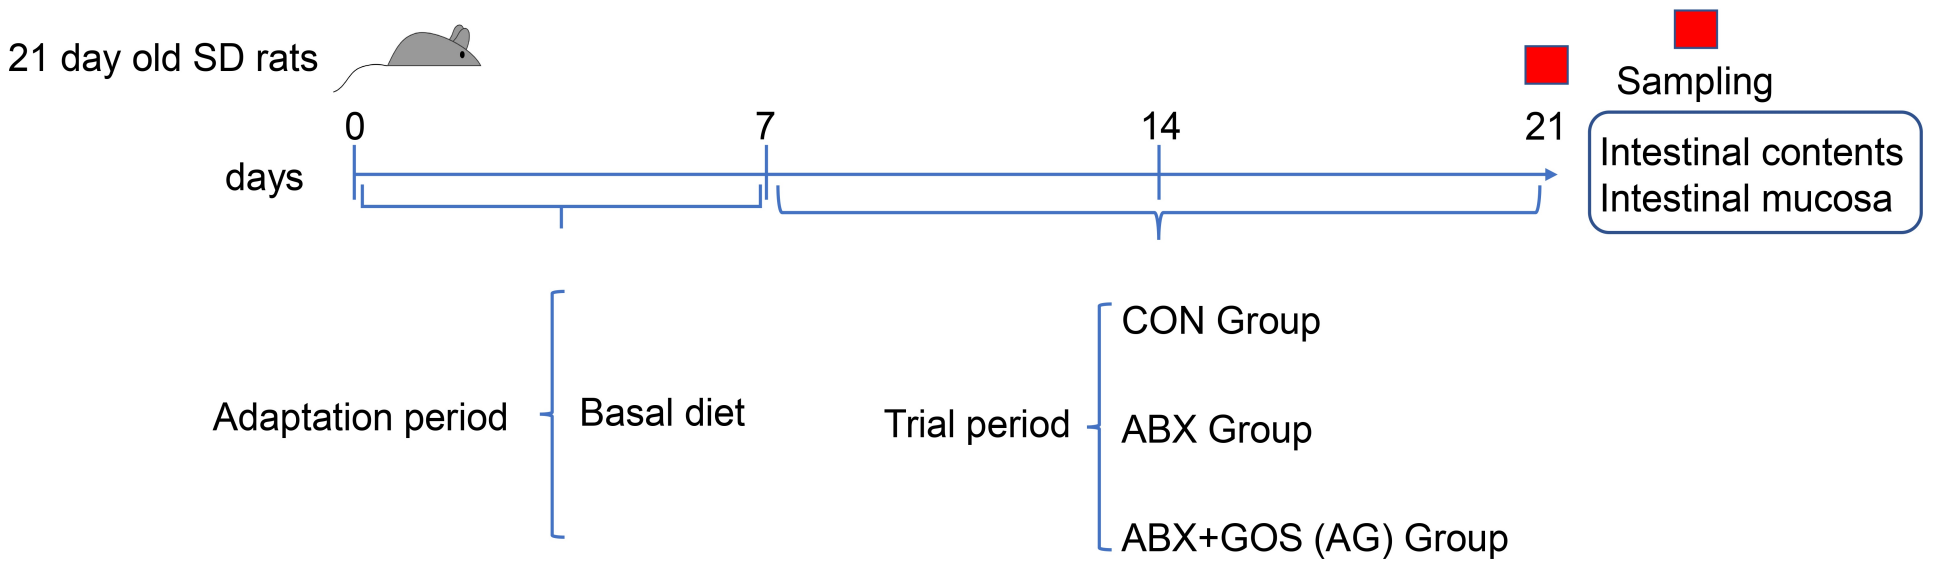 21 day old SD rats
Sampling
0
7
14
21
days
Intestinal contents
Intestinal mucosa
Adaptation period
Basal diet
Trial period
CON Group
ABX Group
ABX+GOS (AG) Group